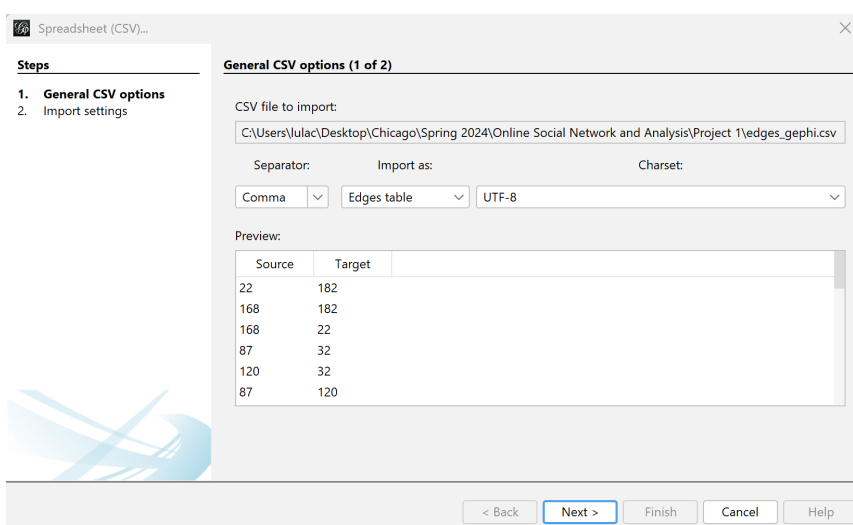 Spreadsheet (CSV)...
Steps
1. General CSV options
2. Import settings
General CSV options (1 of 2)
CSV file to import:
C:\Users\lulac\Desktop\Chicago\Spring 2024\Online Social Network and Analysis\Project 1\edges_gephi.csv
Separator: Import as: Charset:
Comma Edges table UTF-8
Preview:
Source Target
22 182
168 182
168 22
87 32
120 32
87 120
< Back Next > Finish Cancel Help